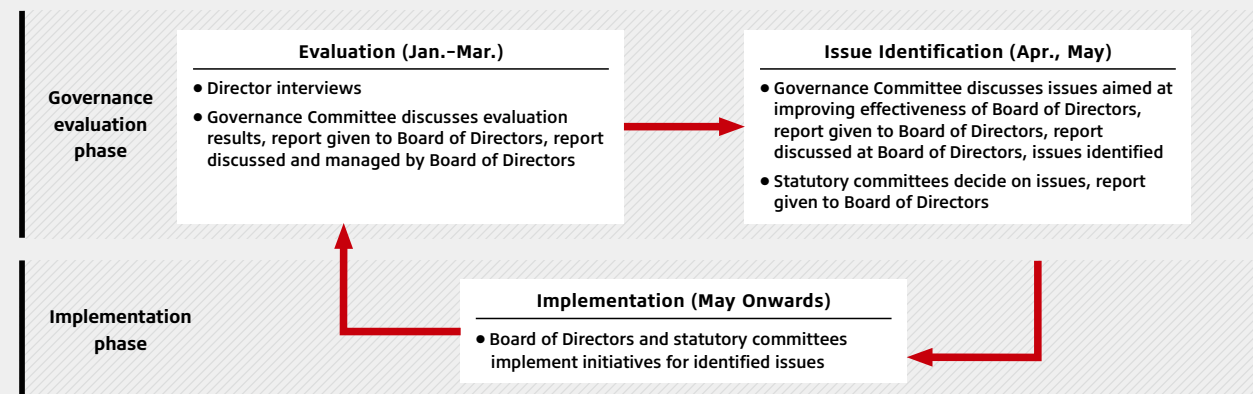 Governance
evaluation
phase
Evaluation (Jan.–Mar.)
● Director interviews
● Governance Committee discusses evaluation
results, report given to Board of Directors, report
discussed and managed by Board of Directors
Issue Identification (Apr., May)
● Governance Committee discusses issues aimed at
improving effectiveness of Board of Directors,
report given to Board of Directors, report
discussed at Board of Directors, issues identified
● Statutory committees decide on issues, report
given to Board of Directors
Implementation
phase
Implementation (May Onwards)
● Board of Directors and statutory committees
implement initiatives for identified issues